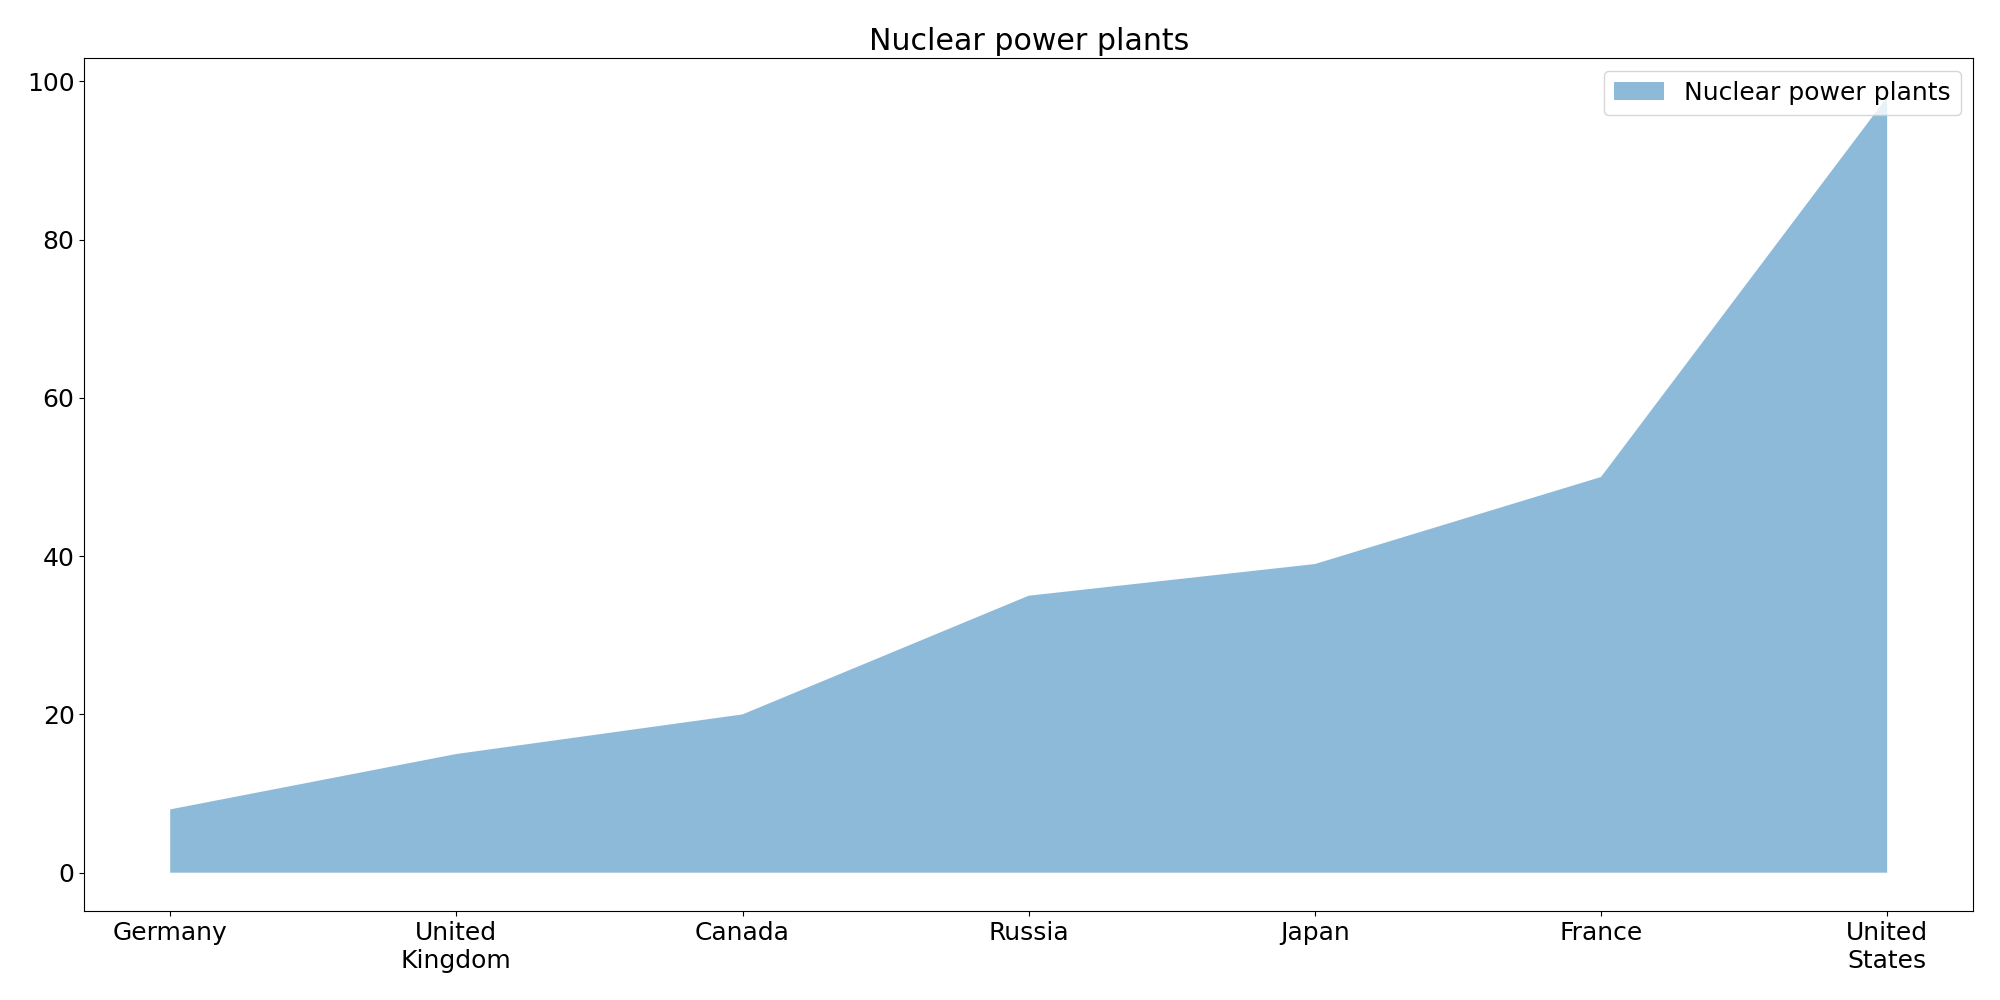 Nuclear power plants
Nuclear power plants
100
80
60
40
20
0
Germany
United
Kingdom
Canada
Russia
Japan
France
United
States